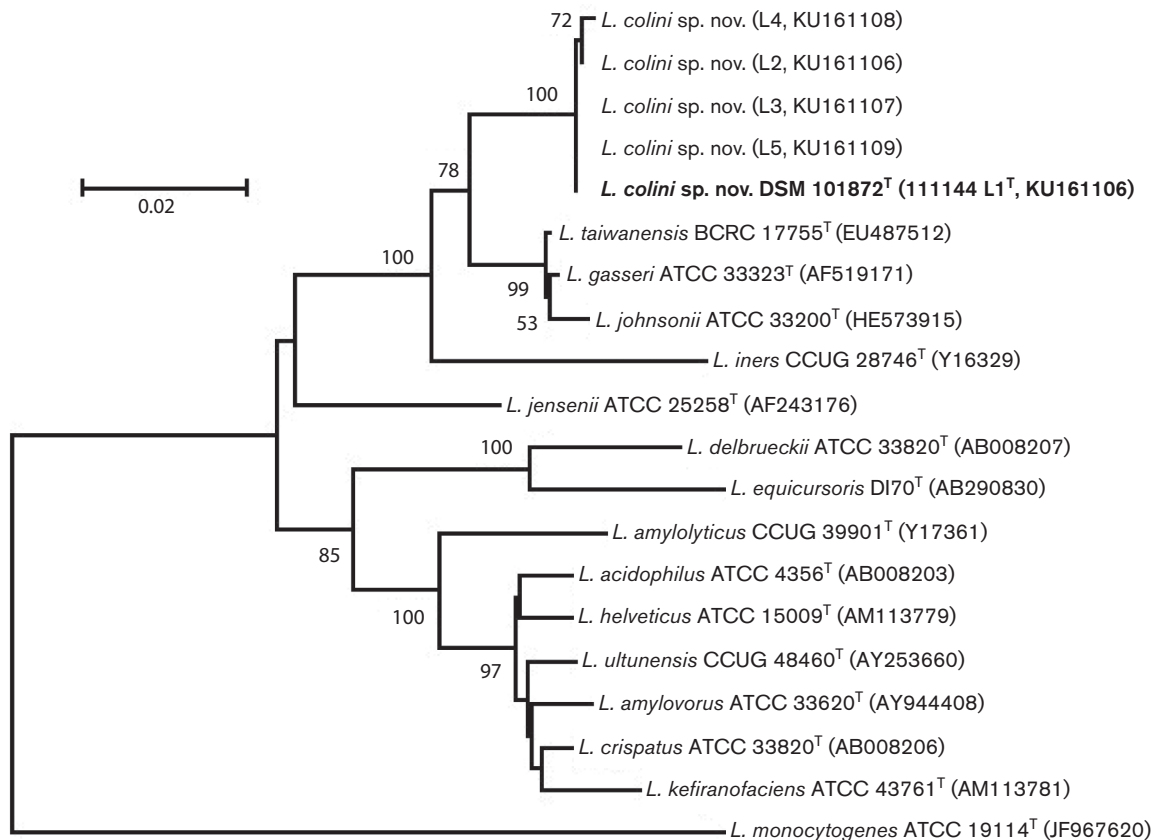 72
L. colini sp. nov. (L4, KU161108)
L. colini sp. nov. (L2, KU161106)
100
L. colini sp. nov. (L3, KU161107)
L. colini sp. nov. (L5, KU161109)
78
L. colini sp. nov. DSM 101872ᵀ (111144 L1ᵀ, KU161106)
0.02
L. taiwanensis BCRC 17755ᵀ (EU487512)
100
L. gasseri ATCC 33323ᵀ (AF519171)
99
53
L. johnsonii ATCC 33200ᵀ (HE573915)
L. iners CCUG 28746ᵀ (Y16329)
L. jensenii ATCC 25258ᵀ (AF243176)
100
L. delbrueckii ATCC 33820ᵀ (AB008207)
L. equicursoris DI70ᵀ (AB290830)
L. amylolyticus CCUG 39901ᵀ (Y17361)
85
L. acidophilus ATCC 4356ᵀ (AB008203)
100
L. helveticus ATCC 15009ᵀ (AM113779)
L. ultunensis CCUG 48460ᵀ (AY253660)
97
L. amylovorus ATCC 33620ᵀ (AY944408)
L. crispatus ATCC 33820ᵀ (AB008206)
L. kefiranofaciens ATCC 43761ᵀ (AM113781)
L. monocytogenes ATCC 19114ᵀ (JF967620)